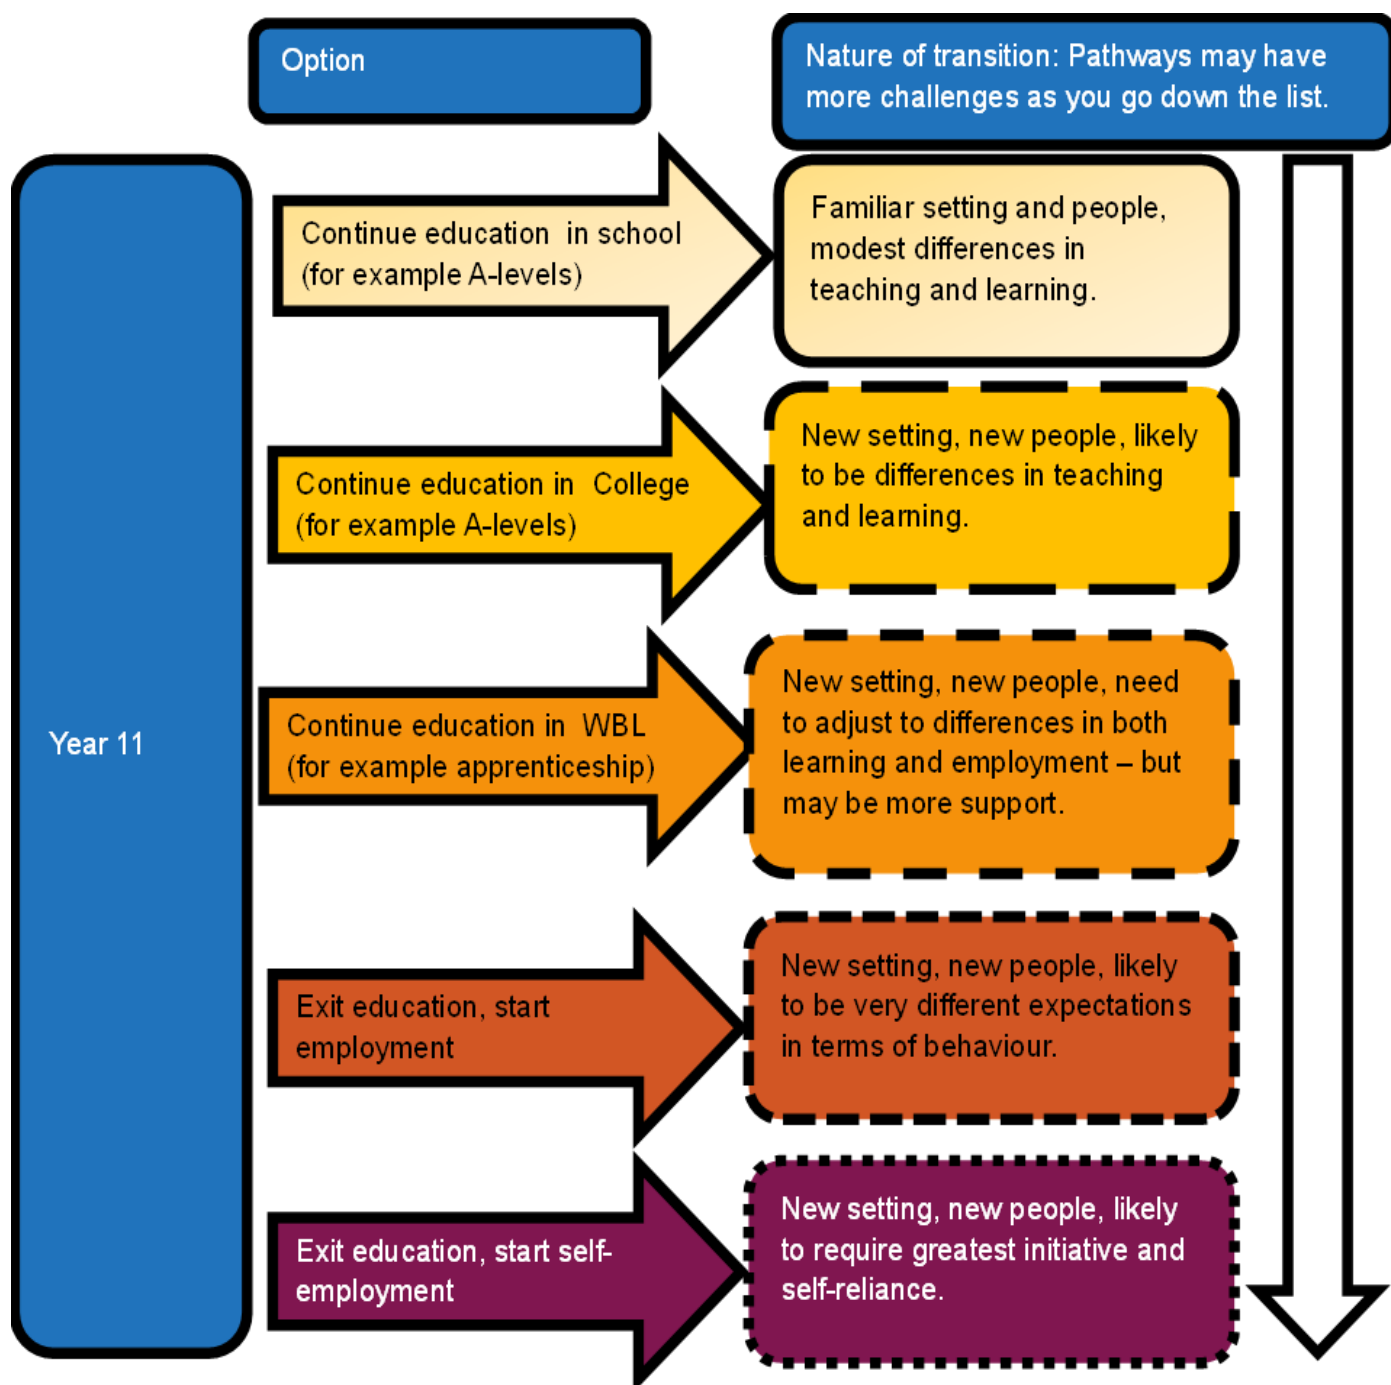 Option
Nature of transition: Pathways may have
more challenges as you go down the list.
Year 11
Continue education in school
(for example A-levels)
Familiar setting and people,
modest differences in
teaching and learning.
Continue education in College
(for example A-levels)
New setting, new people, likely
to be differences in teaching
and learning.
Continue education in WBL
(for example apprenticeship)
New setting, new people, need
to adjust to differences in both
learning and employment – but
may be more support.
Exit education, start
employment
New setting, new people, likely
to be very different expectations
in terms of behaviour.
Exit education, start self-
employment
New setting, new people, likely
to require greatest initiative and
self-reliance.